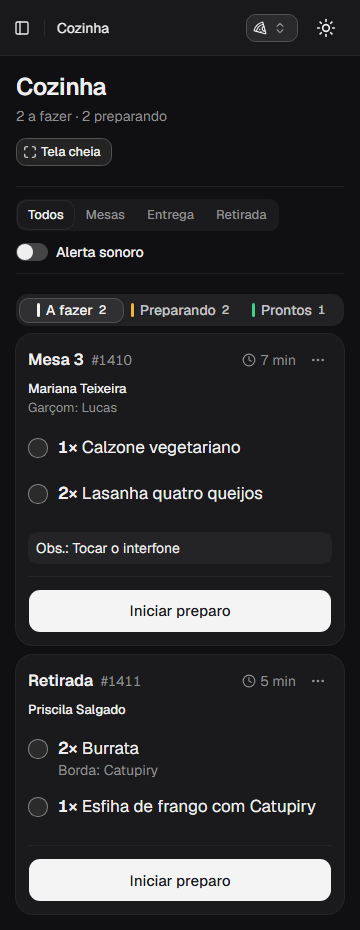 Cozinha
Cozinha
2 a fazer · 2 preparando
Tela cheia
Todos Mesas Entrega Retirada
Alerta sonoro
A fazer 2 Preparando 2 Prontos 1
Mesa 3 #1410 7 min
Mariana Teixeira
Garçom: Lucas
1× Calzone vegetariano
2× Lasanha quatro queijos
Obs.: Tocar o interfone
Iniciar preparo
Retirada #1411 5 min
Priscila Salgado
2× Burrata
Borda: Catupiry
1× Esfiha de frango com Catupiry
Iniciar preparo